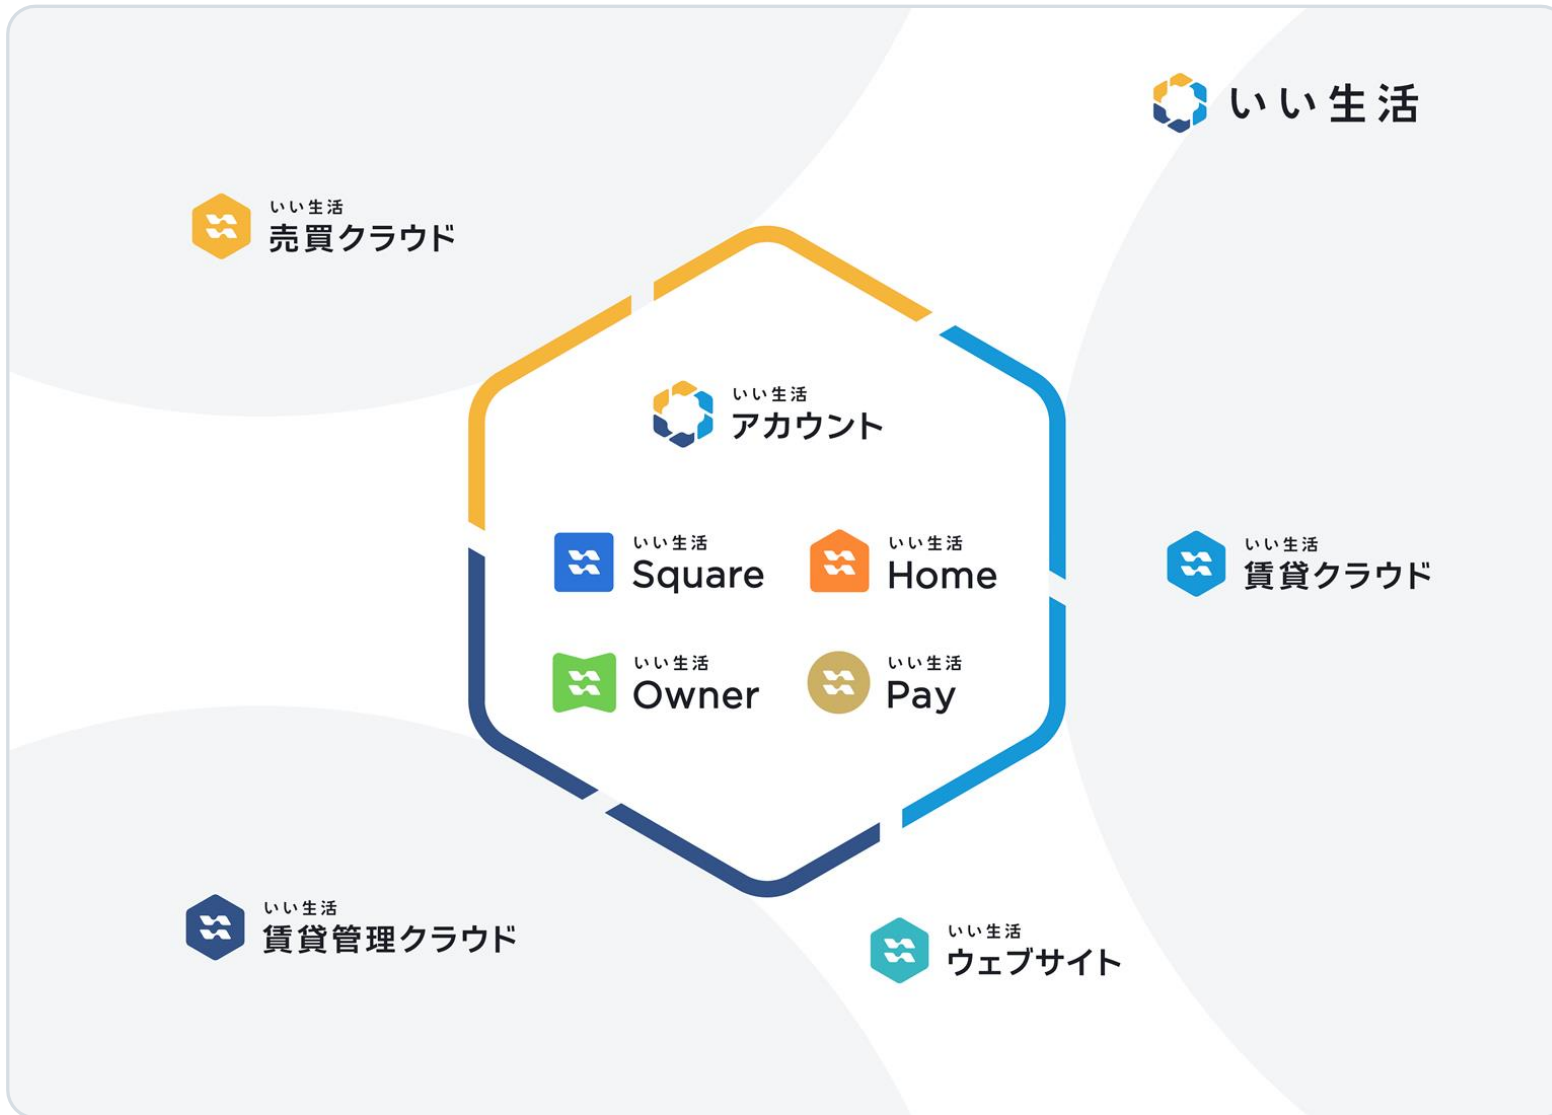 いい生活
いい生活
売買クラウド
いい生活
アカウント
いい生活
Square
いい生活
Home
いい生活
賃貸クラウド
いい生活
Owner
いい生活
Pay
いい生活
賃貸管理クラウド
いい生活
ウェブサイト